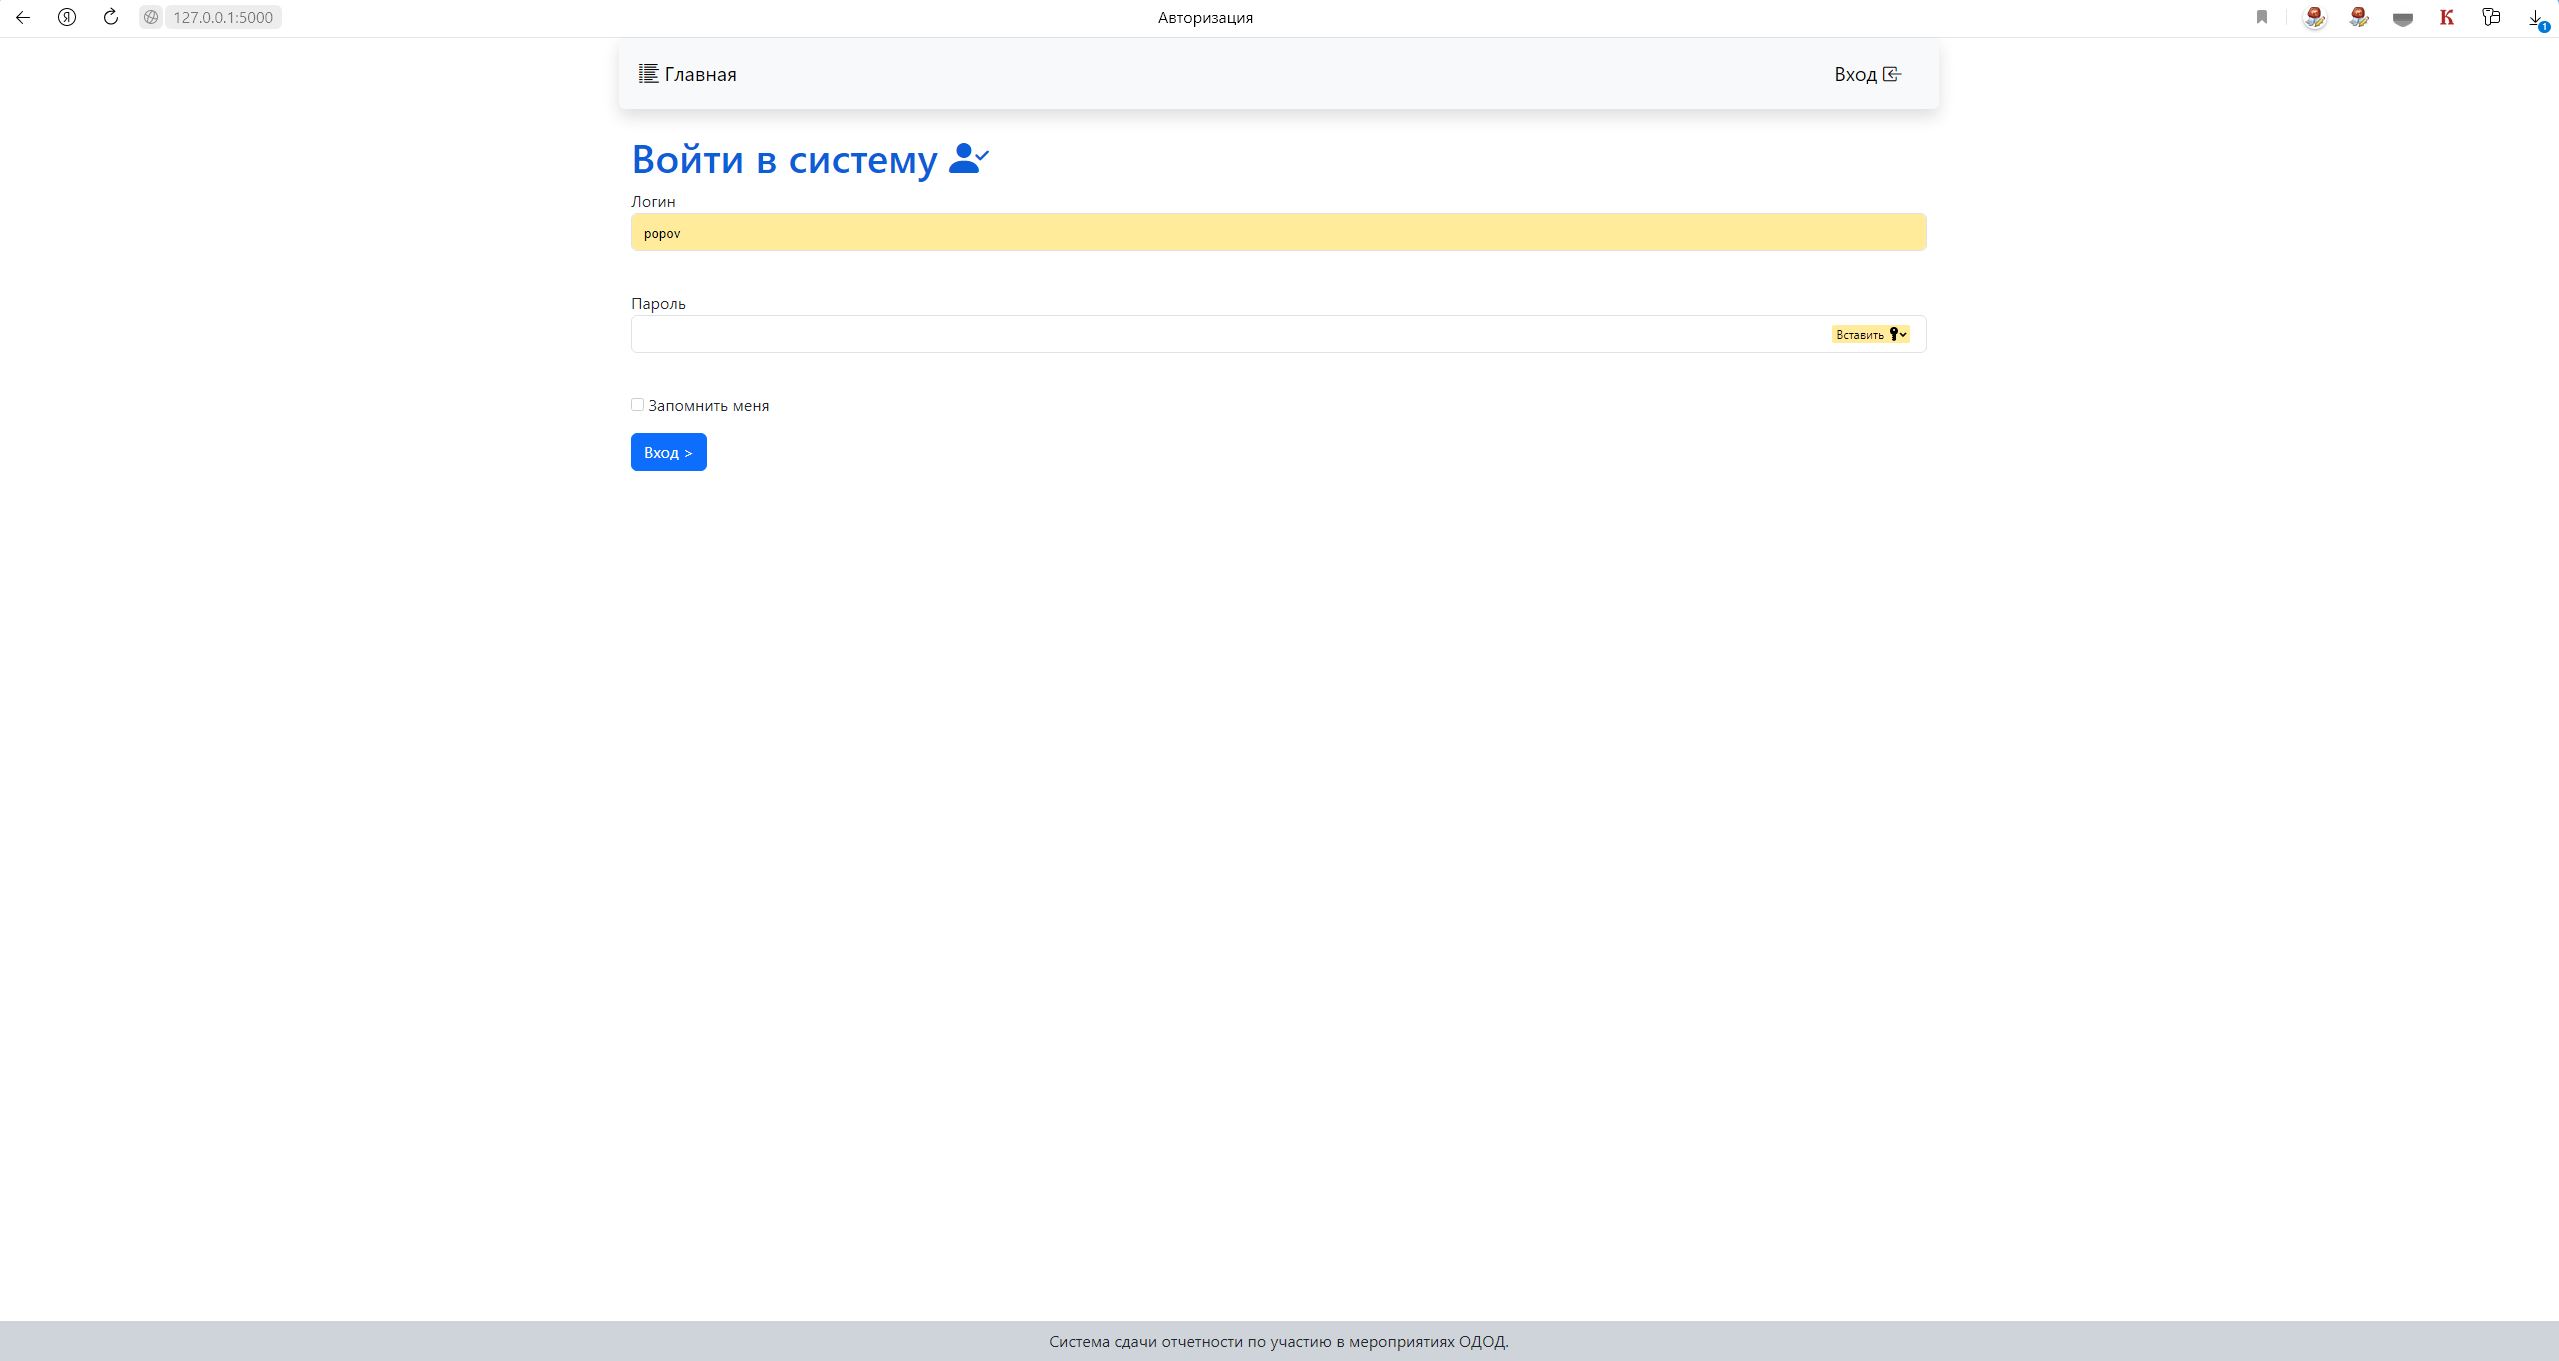 127.0.0.1:5000
Авторизация
Главная
Вход
Войти в систему
Логин
popov
Пароль
Вставить
Запомнить меня
Вход >
Система сдачи отчетности по участию в мероприятиях ОДОД.